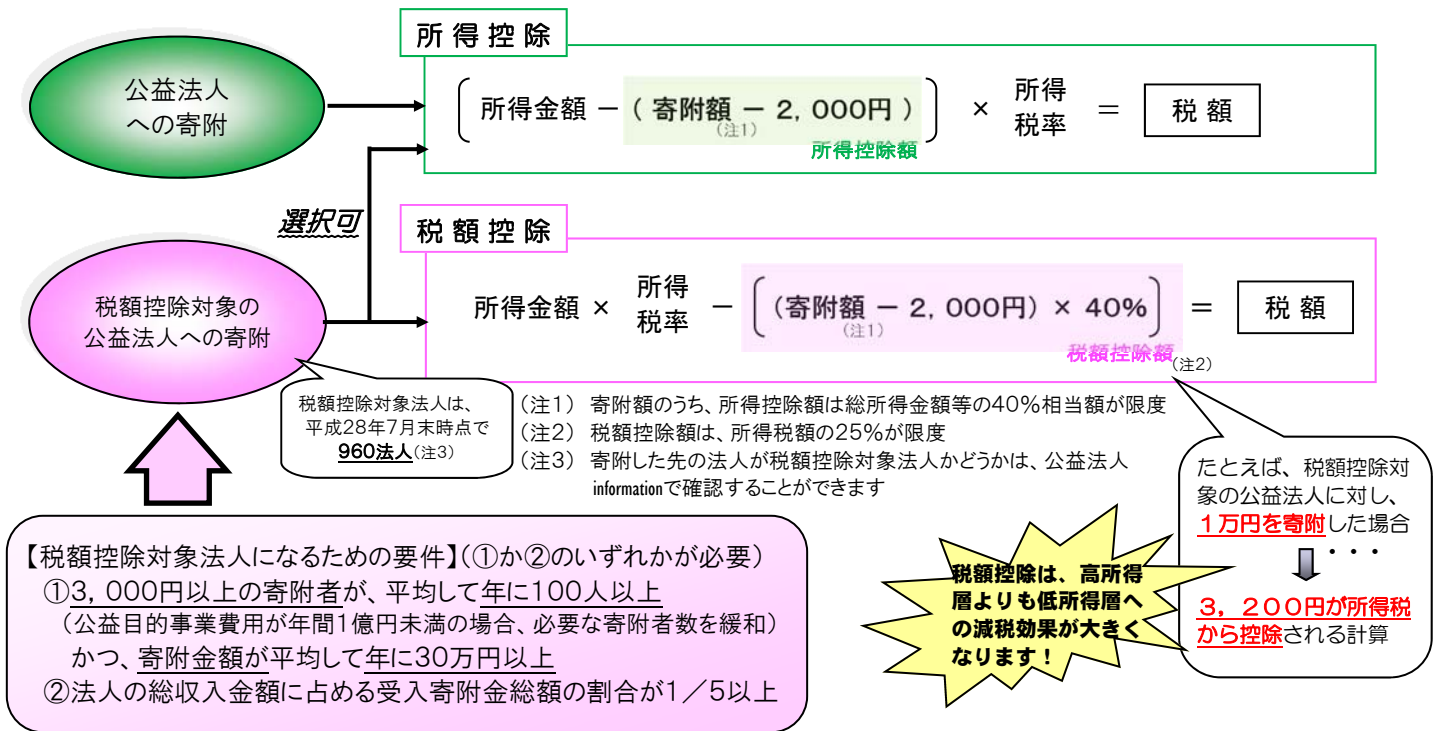 所得控除
公益法人
への寄附
所得金額 － ( 寄附額 － 2, 000円 ) × 所得税率 ＝ 税 額
(注1)
所得控除額
選択可
税額控除
税額控除対象の
公益法人への寄附
所得金額 × 所得税率 － (寄附額 － 2, 000円) × 40% ＝ 税 額
(注1)
税額控除額(注2)
税額控除対象法人は、
平成28年7月末時点で
960法人(注3)
(注1) 寄附額のうち、所得控除額は総所得金額等の40%相当額が限度
(注2) 税額控除額は、所得税額の25%が限度
(注3) 寄附した先の法人が税額控除対象法人かどうかは、公益法人
informationで確認することができます
たとえば、税額控除対
象の公益法人に対し、
1万円を寄附した場合
・・・
3, 200円が所得税
から控除される計算
【税額控除対象法人になるための要件】(①か②のいずれかが必要)
①3, 000円以上の寄附者が、平均して年に100人以上
(公益目的事業費用が年間1億円未満の場合、必要な寄附者数を緩和)
かつ、寄附金額が平均して年に30万円以上
②法人の総収入金額に占める受入寄附金総額の割合が1／5以上
税額控除は、高所得
層よりも低所得層へ
の減税効果が大きく
なります！